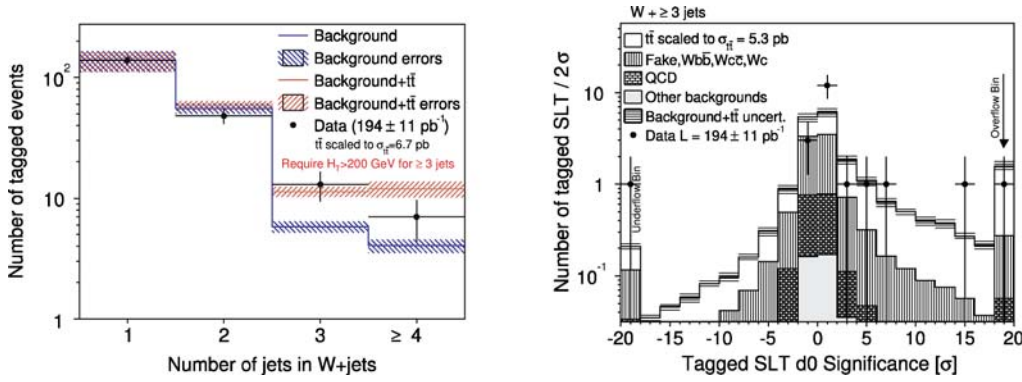 Number of tagged events
10²
10
1
Background
Background errors
Background+tt̄
Background+tt̄ errors
Data (194 ± 11 pb⁻¹)
tt̄ scaled to σtt̄=6.7 pb
Require HT>200 GeV for ≥ 3 jets
1 2 3 ≥ 4
Number of jets in W+jets
W + ≥ 3 jets
Number of tagged SLT / 2σ
10
1
10⁻¹
tt̄ scaled to σtt̄ = 5.3 pb
Fake,Wbb̄,Wcc̄,Wc
QCD
Other backgrounds
Background+tt̄ uncert.
Data L = 194 ± 11 pb⁻¹
Underflow Bin
Overflow Bin
-20 -15 -10 -5 0 5 10 15 20
Tagged SLT d0 Significance [σ]